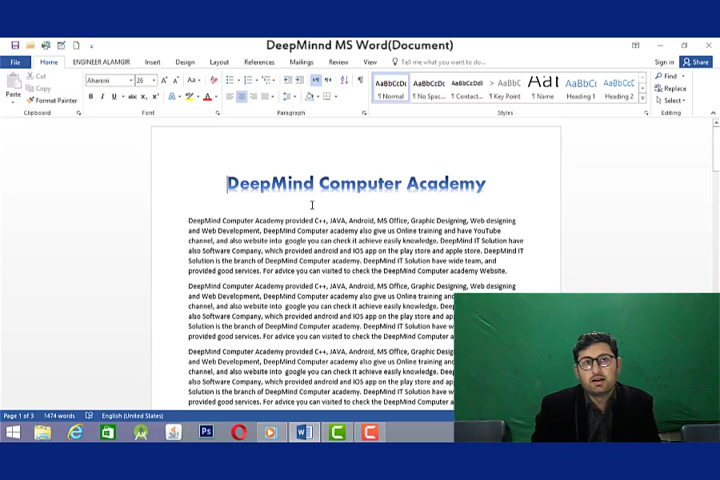 DeepMinnd MS Word(Document)
File Home ENGINEER ALAMGIR Insert Design Layout References Mailings Review View Tell me what you want to do... Sign in Share
Cut
Copy
Format Painter
Paste
Aharoni 26
AaBbCcDc AaBbCcDc AaBbCcDdI AaBbC AaI AaBbCc AaBbCcC
¶ Normal ¶ No Spac... ¶ Contact... ¶ Key Point ¶ Name Heading 1 Heading 2
Find
Replace
Select
Clipboard Font Paragraph Styles Editing
DeepMind Computer Academy
DeepMind Computer Academy provided C++, JAVA, Android, MS Office, Graphic Designing, Web designing
and Web Development, DeepMind Computer academy also give us Online training and have YouTube
channel, and also website into google you can check it achieve easily knowledge. DeepMind IT Solution have
also Software Company, which provided android and IOS app on the play store and apple store. DeepMind IT
Solution is the branch of DeepMind Computer academy. DeepMind IT Solution have wide team, and
provided good services. For advice you can visited to check the DeepMind Computer academy Website.
DeepMind Computer Academy provided C++, JAVA, Android, MS Office, Graphic Designing, Web designing
and Web Development, DeepMind Computer academy also give us Online training and
channel, and also website into google you can check it achieve easily knowledge.
also Software Company, which provided android and IOS app on the play store and
Solution is the branch of DeepMind Computer academy. DeepMind IT Solution
provided good services. For advice you can visited to check the DeepMind Computer
DeepMind Computer Academy provided C++, JAVA, Android, MS Office, Graphic
and Web Development, DeepMind Computer academy also give us Online training and
channel, and also website into google you can check it achieve easily knowledge.
also Software Company, which provided android and IOS app on the play store and
Solution is the branch of DeepMind Computer academy. DeepMind IT Solution
provided good services. For advice you can visited to check the DeepMind Computer
Page 1 of 3 1474 words English (United States)
Ps